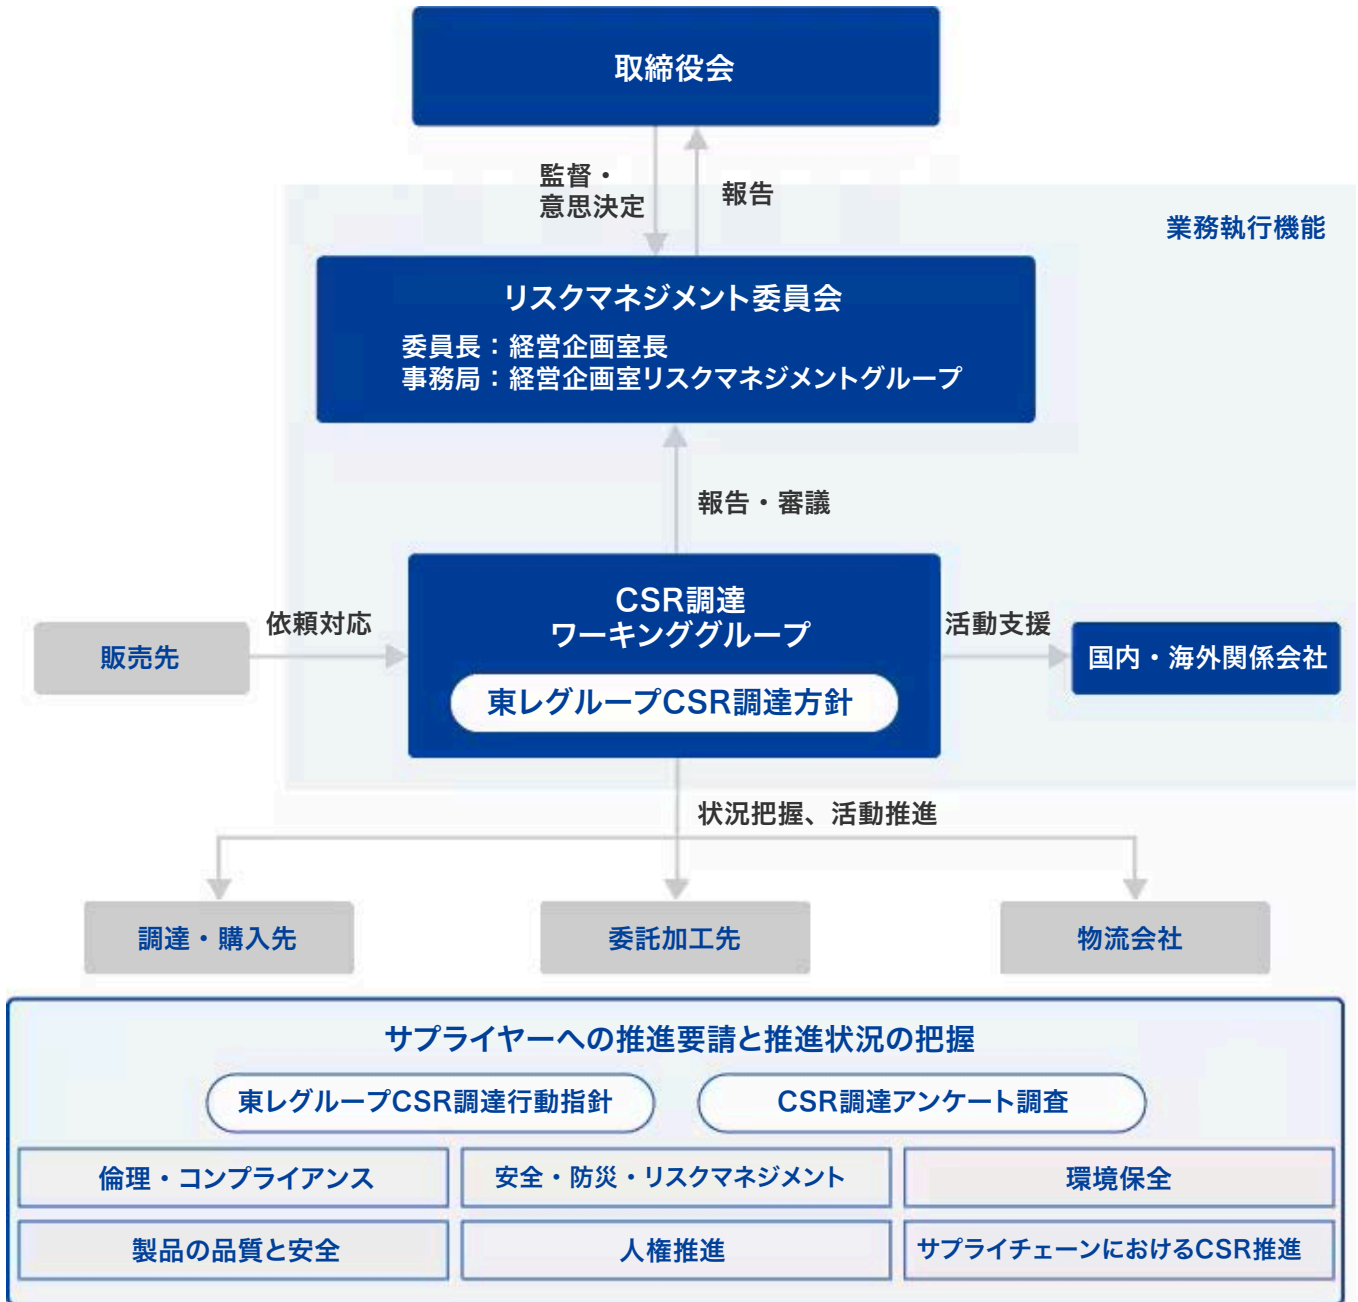 取締役会
監督・
意思決定
報告
業務執行機能
リスクマネジメント委員会
委員長：経営企画室長
事務局：経営企画室リスクマネジメントグループ
報告・審議
販売先
依頼対応
CSR調達
ワーキンググループ
東レグループCSR調達方針
活動支援
国内・海外関係会社
状況把握、活動推進
調達・購入先
委託加工先
物流会社
サプライヤーへの推進要請と推進状況の把握
東レグループCSR調達行動指針
CSR調達アンケート調査
倫理・コンプライアンス
安全・防災・リスクマネジメント
環境保全
製品の品質と安全
人権推進
サプライチェーンにおけるCSR推進